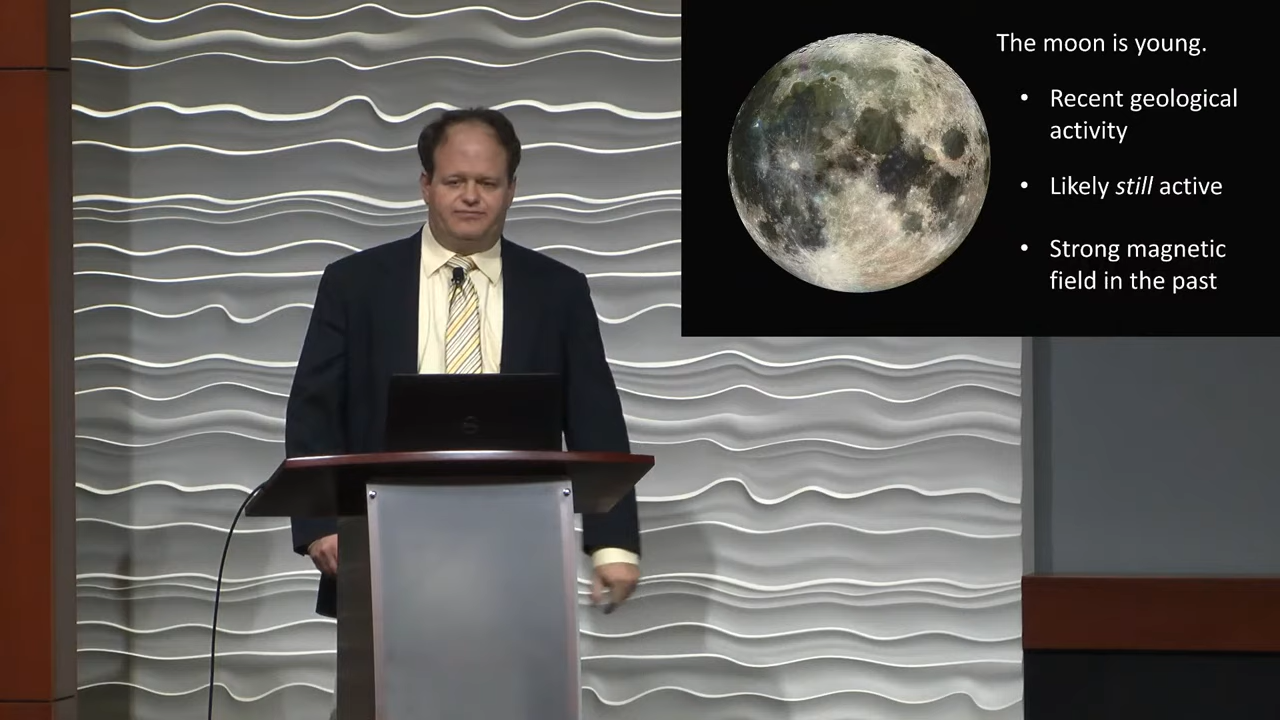 The moon is young.
• Recent geological
activity
• Likely still active
• Strong magnetic
field in the past